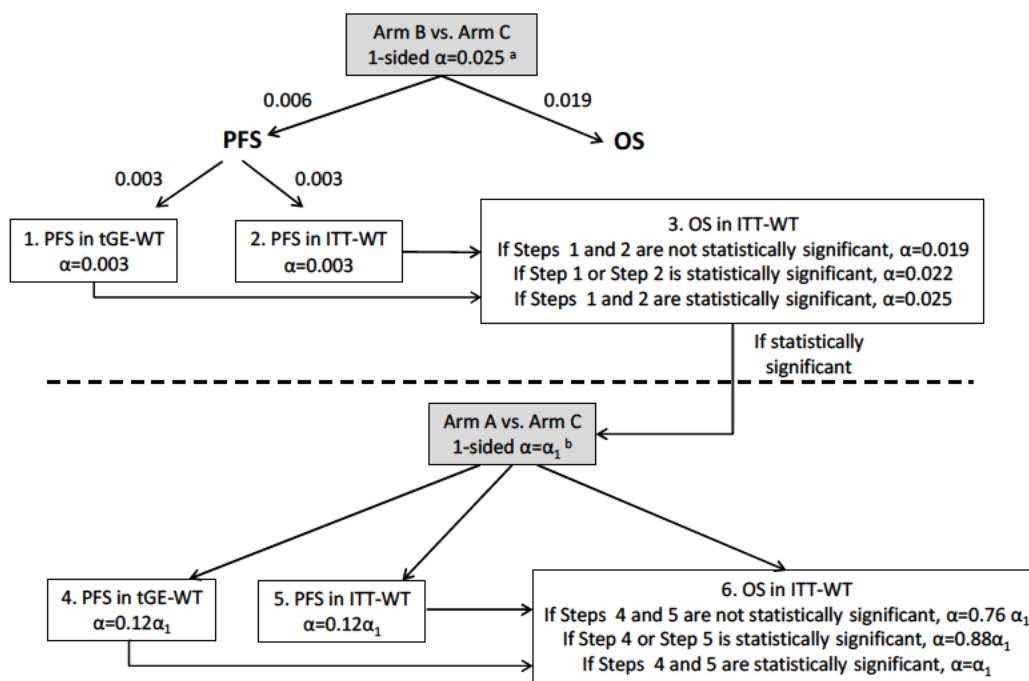 Arm B vs. Arm C
1-sided α=0.025 ᵃ
0.006
0.019
PFS
OS
0.003
0.003
1. PFS in tGE-WT
α=0.003
2. PFS in ITT-WT
α=0.003
3. OS in ITT-WT
If Steps 1 and 2 are not statistically significant, α=0.019
If Step 1 or Step 2 is statistically significant, α=0.022
If Steps 1 and 2 are statistically significant, α=0.025
If statistically
significant
Arm A vs. Arm C
1-sided α=α₁ ᵇ
4. PFS in tGE-WT
α=0.12α₁
5. PFS in ITT-WT
α=0.12α₁
6. OS in ITT-WT
If Steps 4 and 5 are not statistically significant, α=0.76 α₁
If Step 4 or Step 5 is statistically significant, α=0.88α₁
If Steps 4 and 5 are statistically significant, α=α₁